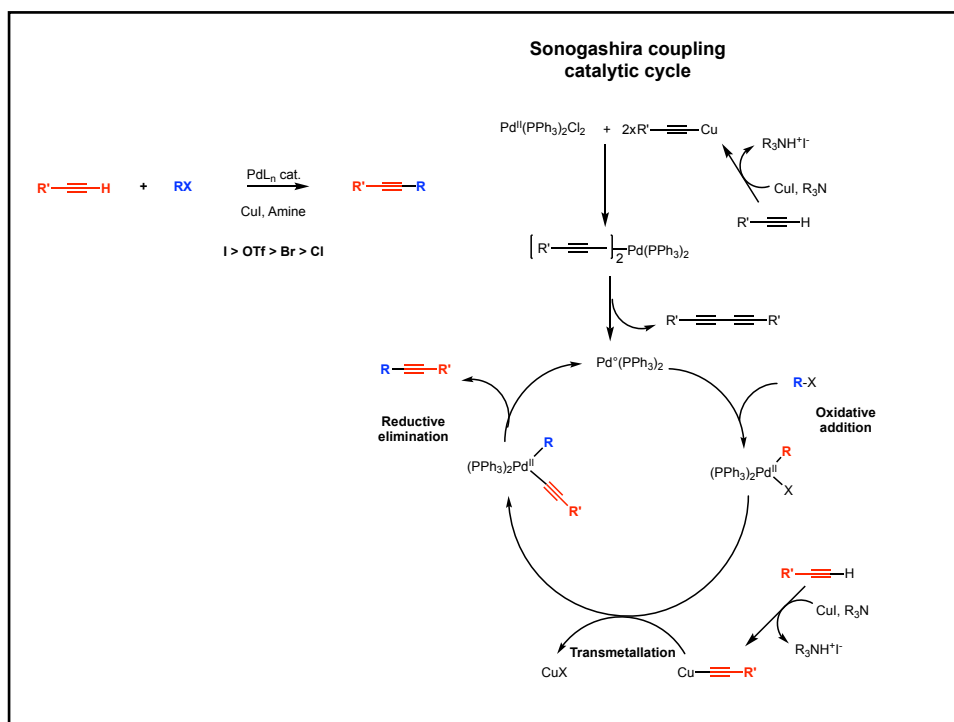 Sonogashira coupling
catalytic cycle
Pd^II(PPh₃)₂Cl₂ + 2xR' Cu
R₃NH⁺I⁻
CuI, R₃N
R' H
R' H + RX PdLₙ cat. R' R
CuI, Amine
I > OTf > Br > Cl
[ R' ]₂ Pd(PPh₃)₂
R' R'
Pd°(PPh₃)₂
R R'
R-X
Reductive
elimination
Oxidative
addition
R
(PPh₃)₂Pd^II
R'
R
(PPh₃)₂Pd^II
X
R' H
CuI, R₃N
R₃NH⁺I⁻
Transmetallation
CuX
Cu R'